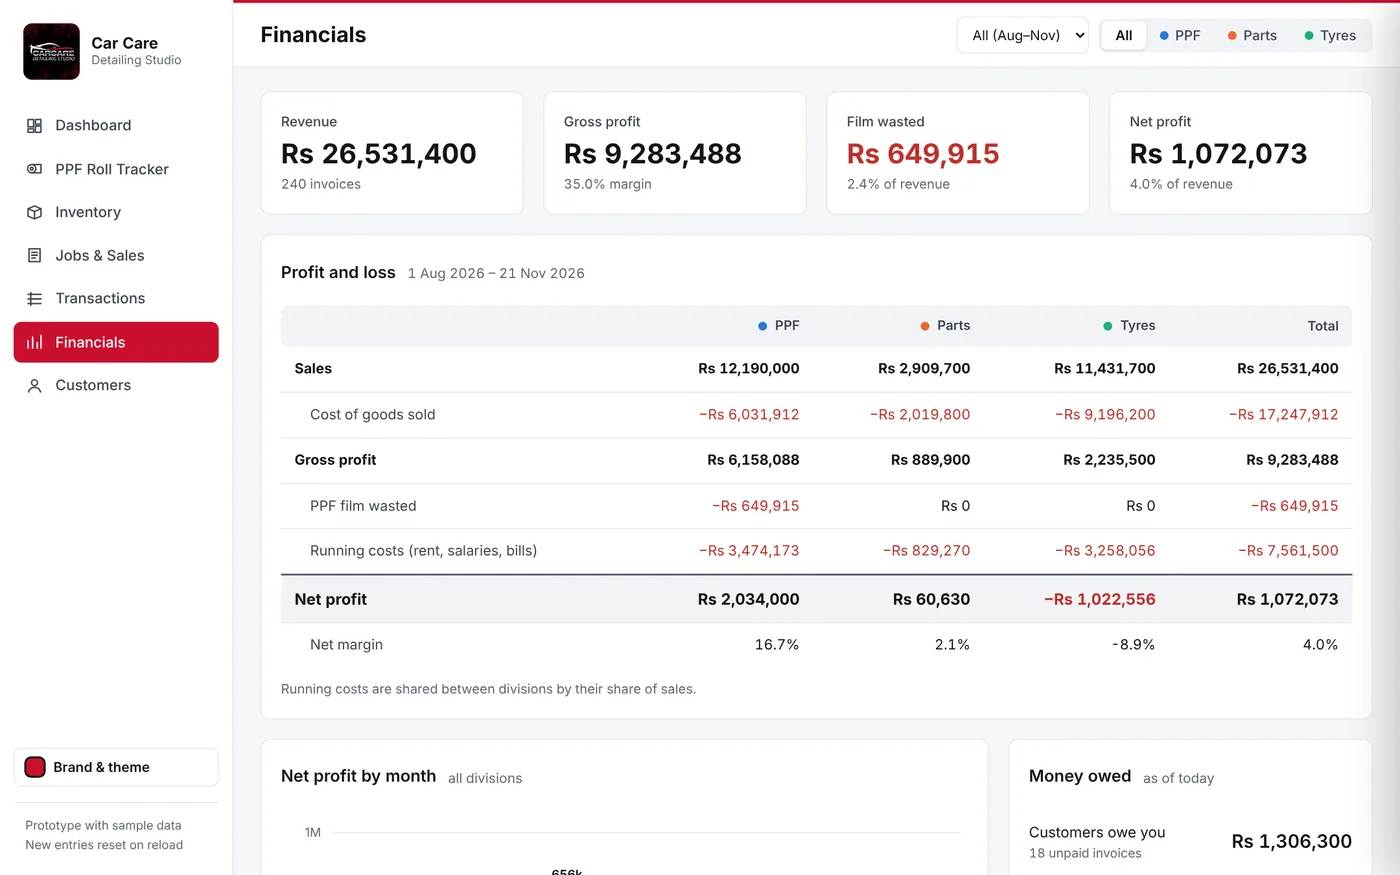 CARCARE
DETAILING STUDIO
Car Care
Detailing Studio
Dashboard
PPF Roll Tracker
Inventory
Jobs & Sales
Transactions
Financials
Customers
Brand & theme
Prototype with sample data
New entries reset on reload
Financials
All (Aug–Nov)
All PPF Parts Tyres
Revenue
Rs 26,531,400
240 invoices
Gross profit
Rs 9,283,488
35.0% margin
Film wasted
Rs 649,915
2.4% of revenue
Net profit
Rs 1,072,073
4.0% of revenue
Profit and loss 1 Aug 2026 – 21 Nov 2026
PPF Parts Tyres Total
Sales Rs 12,190,000 Rs 2,909,700 Rs 11,431,700 Rs 26,531,400
Cost of goods sold −Rs 6,031,912 −Rs 2,019,800 −Rs 9,196,200 −Rs 17,247,912
Gross profit Rs 6,158,088 Rs 889,900 Rs 2,235,500 Rs 9,283,488
PPF film wasted −Rs 649,915 Rs 0 Rs 0 −Rs 649,915
Running costs (rent, salaries, bills) −Rs 3,474,173 −Rs 829,270 −Rs 3,258,056 −Rs 7,561,500
Net profit Rs 2,034,000 Rs 60,630 −Rs 1,022,556 Rs 1,072,073
Net margin 16.7% 2.1% -8.9% 4.0%
Running costs are shared between divisions by their share of sales.
Net profit by month all divisions
1M
656k
Money owed as of today
Customers owe you
18 unpaid invoices
Rs 1,306,300